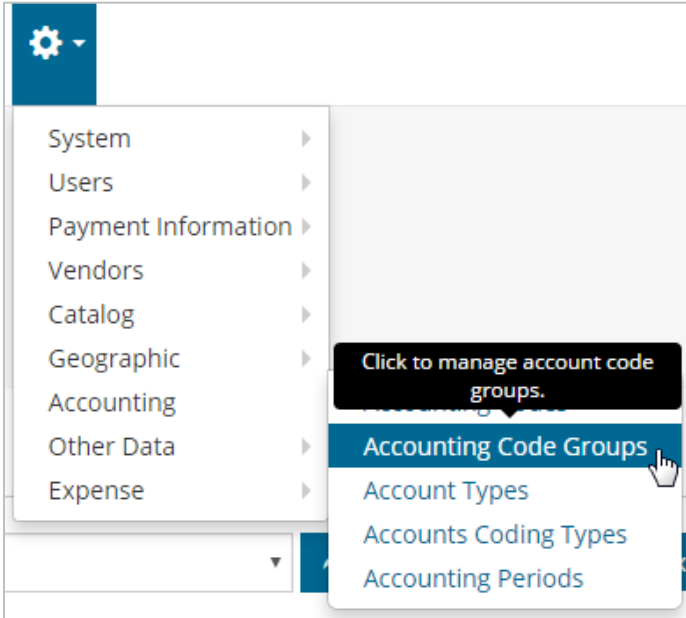 System
Users
Payment Information
Vendors
Catalog
Geographic
Accounting
Other Data
Expense
Click to manage account code
groups.
Accounting Code Groups
Account Types
Accounts Coding Types
Accounting Periods